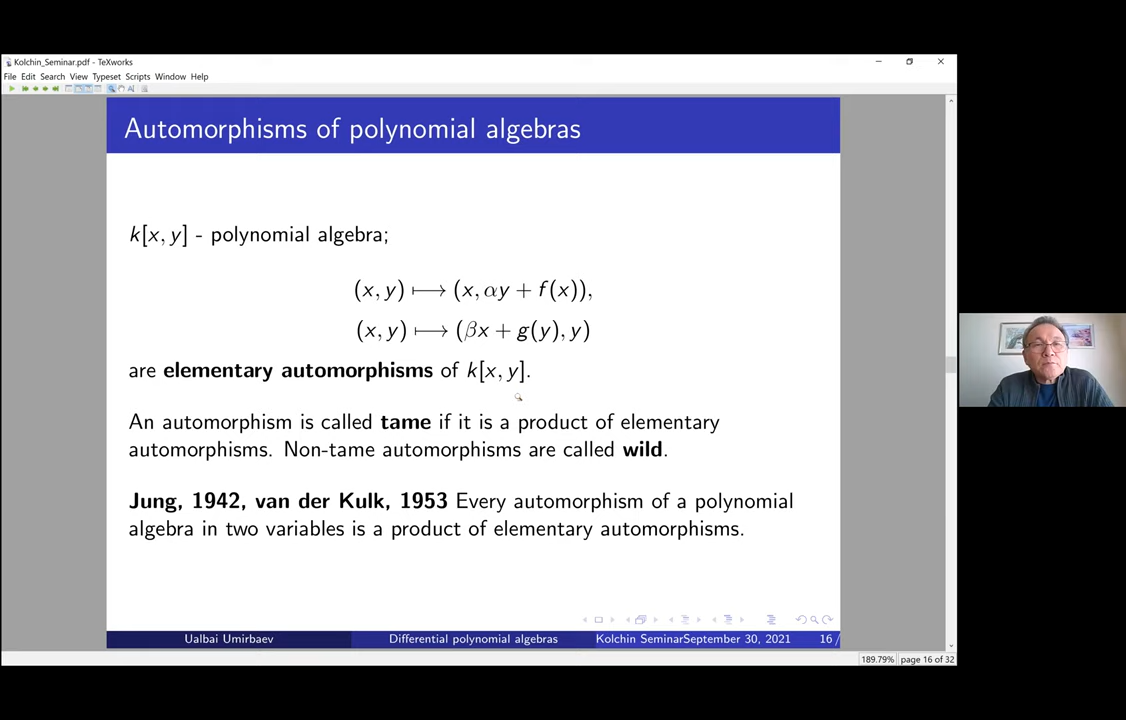 Kolchin_Seminar.pdf - TeXworks
File Edit Search View Typeset Scripts Window Help
Automorphisms of polynomial algebras
k[x, y] - polynomial algebra;
(x, y) ⟼ (x, αy + f(x)),
(x, y) ⟼ (βx + g(y), y)
are elementary automorphisms of k[x, y].
An automorphism is called tame if it is a product of elementary
automorphisms. Non-tame automorphisms are called wild.
Jung, 1942, van der Kulk, 1953 Every automorphism of a polynomial
algebra in two variables is a product of elementary automorphisms.
Ualbai Umirbaev Differential polynomial algebras Kolchin SeminarSeptember 30, 2021 16 /
189.79% page 16 of 32